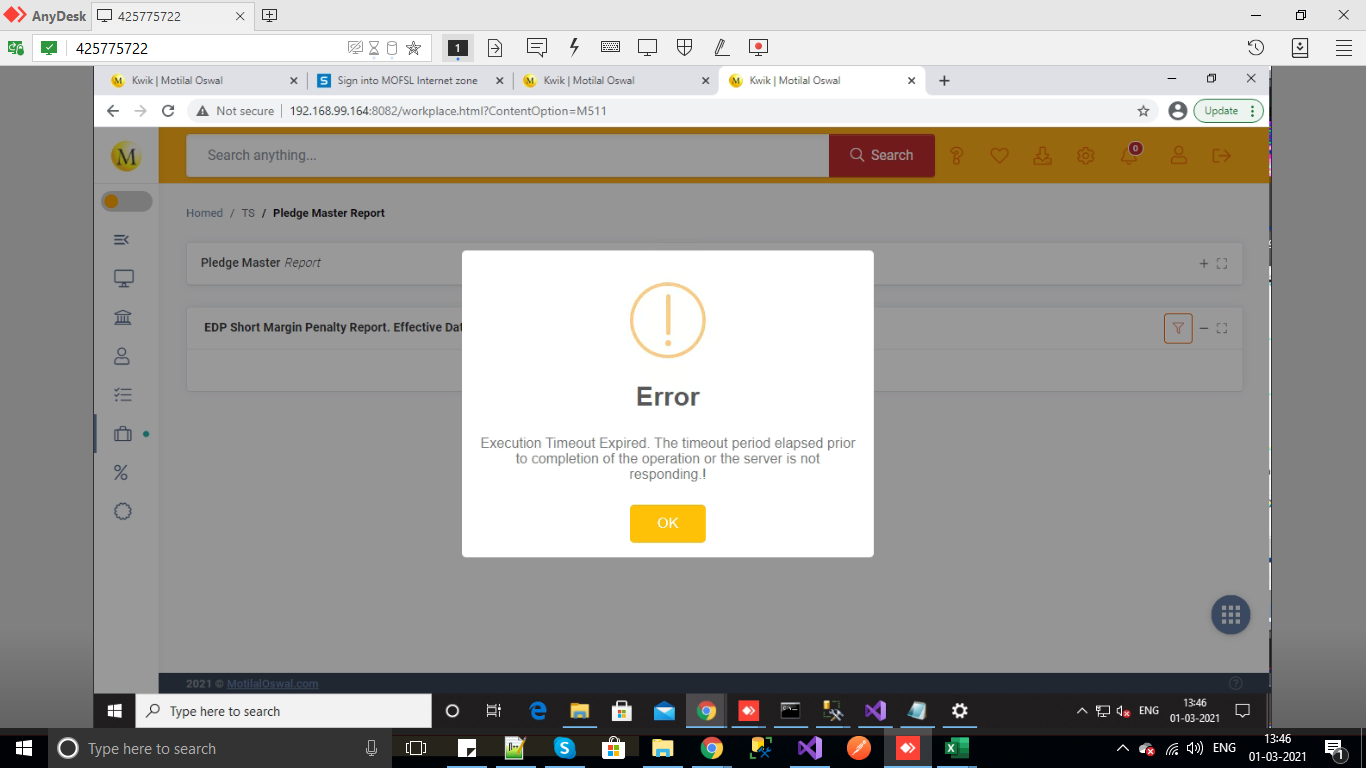 AnyDesk
425775722
425775722
1
Kwik | Motilal Oswal
Sign into MOFSL Internet zone
Kwik | Motilal Oswal
Kwik | Motilal Oswal
Not secure
192.168.99.164:8082/workplace.html?ContentOption=M511
Update
M
Search anything...
Search
0
Homed / TS / Pledge Master Report
Pledge Master Report
EDP Short Margin Penalty Report. Effective Dat
Error
Execution Timeout Expired. The timeout period elapsed prior
to completion of the operation or the server is not
responding.!
OK
2021 © MotilalOswal.com
Type here to search
ENG
13:46
01-03-2021
Type here to search
ENG
13:46
01-03-2021
1